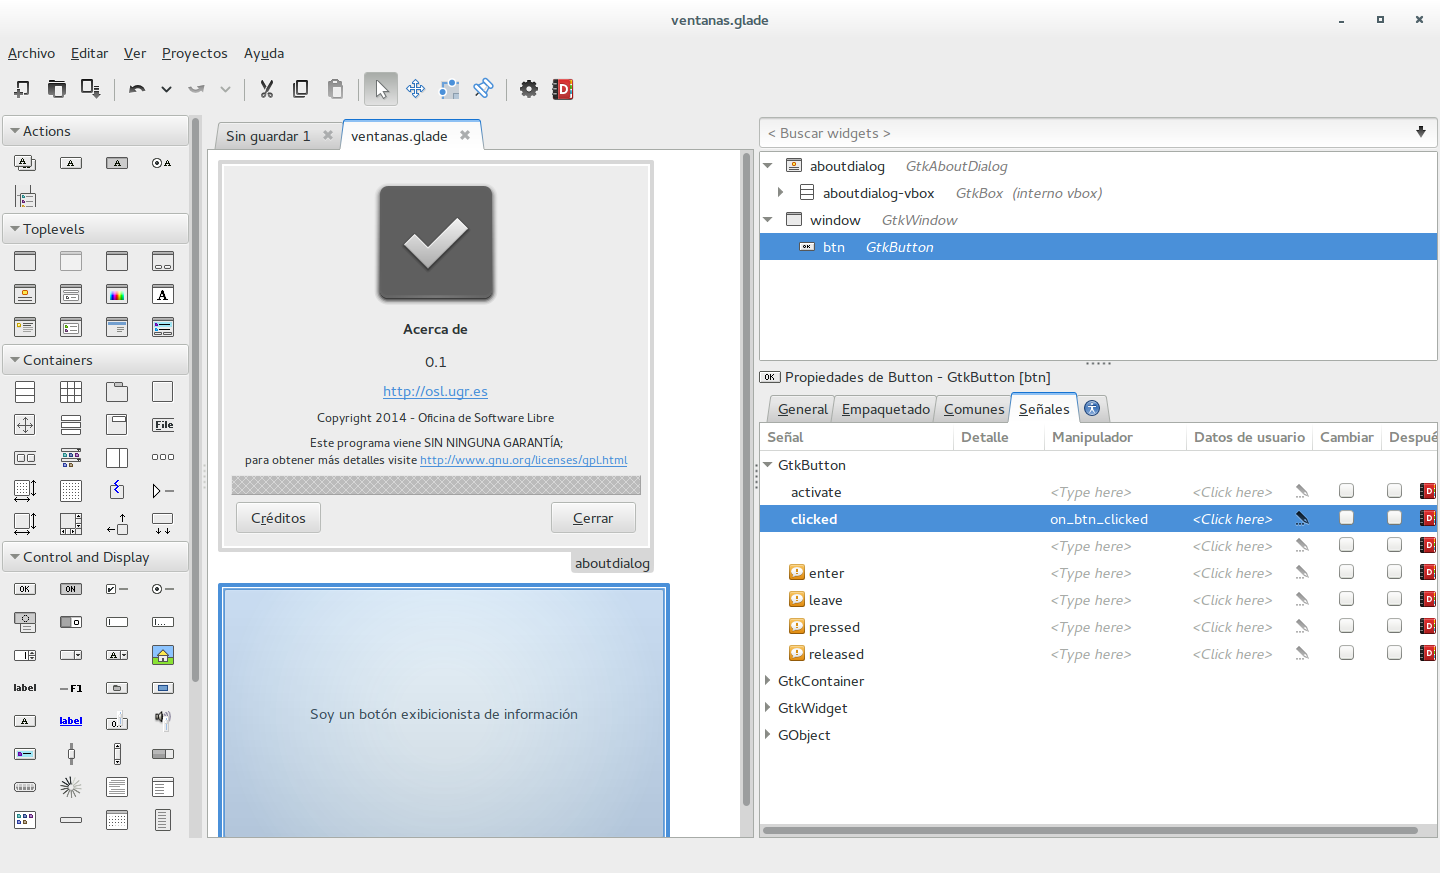 ventanas.glade
Archivo Editar Ver Proyectos Ayuda
Actions
Toplevels
Containers
File
Control and Display
OK
ON
label
F1
label
Sin guardar 1
ventanas.glade
Acerca de
0.1
http://osl.ugr.es
Copyright 2014 - Oficina de Software Libre
Este programa viene SIN NINGUNA GARANTÍA;
para obtener más detalles visite http://www.gnu.org/licenses/gpl.html
Créditos
Cerrar
aboutdialog
Soy un botón exibicionista de información
< Buscar widgets >
aboutdialog GtkAboutDialog
aboutdialog-vbox GtkBox (interno vbox)
window GtkWindow
OK btn GtkButton
OK Propiedades de Button - GtkButton [btn]
General Empaquetado Comunes Señales
Señal Detalle Manipulador Datos de usuario Cambiar Despué
GtkButton
activate <Type here> <Click here> D
clicked on_btn_clicked <Click here> D
<Type here> <Click here> D
enter <Type here> <Click here> D
leave <Type here> <Click here> D
pressed <Type here> <Click here> D
released <Type here> <Click here> D
GtkContainer
GtkWidget
GObject